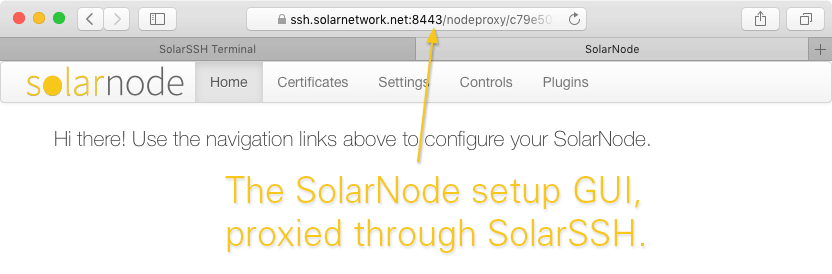 ssh.solarnetwork.net:8443/nodeproxy/c79e50
SolarSSH Terminal SolarNode
solarnode Home Certificates Settings Controls Plugins
Hi there! Use the navigation links above to configure your SolarNode.
The SolarNode setup GUI,
proxied through SolarSSH.